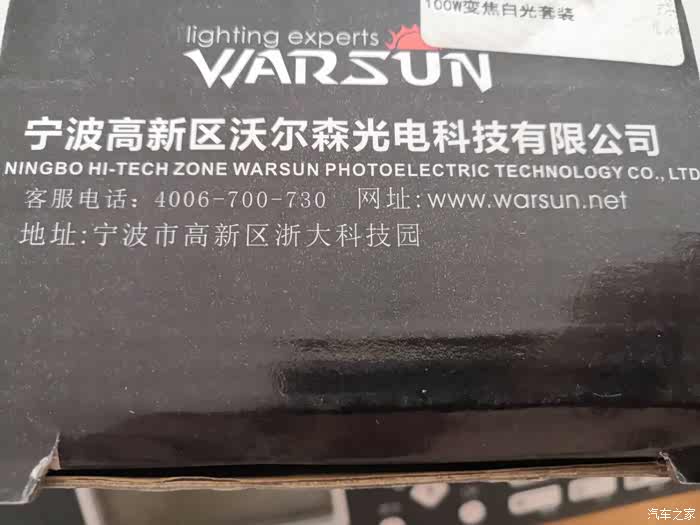 100W变焦白光套装
lighting experts
WARSUN
宁波高新区沃尔森光电科技有限公司
NINGBO HI-TECH ZONE WARSUN PHOTOELECTRIC TECHNOLOGY CO., LTD
客服电话：4006-700-730 网址:www.warsun.net
地址:宁波市高新区浙大科技园
汽车之家